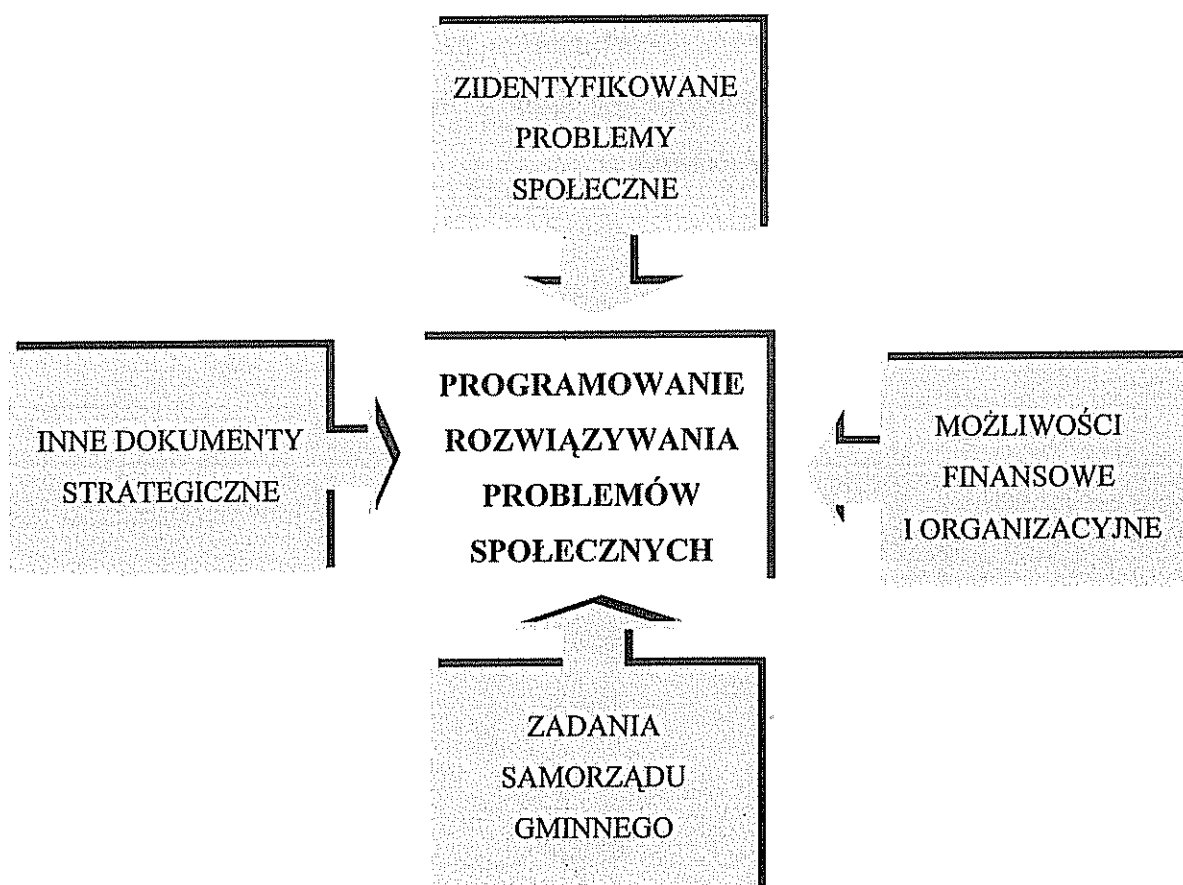 ZIDENTYFIKOWANE
PROBLEMY
SPOŁECZNE
INNE DOKUMENTY
STRATEGICZNE
PROGRAMOWANIE
ROZWIĄZYWANIA
PROBLEMÓW
SPOŁECZNYCH
MOŻLIWOŚCI
FINANSOWE
I ORGANIZACYJNE
ZADANIA
SAMORZĄDU
GMINNEGO